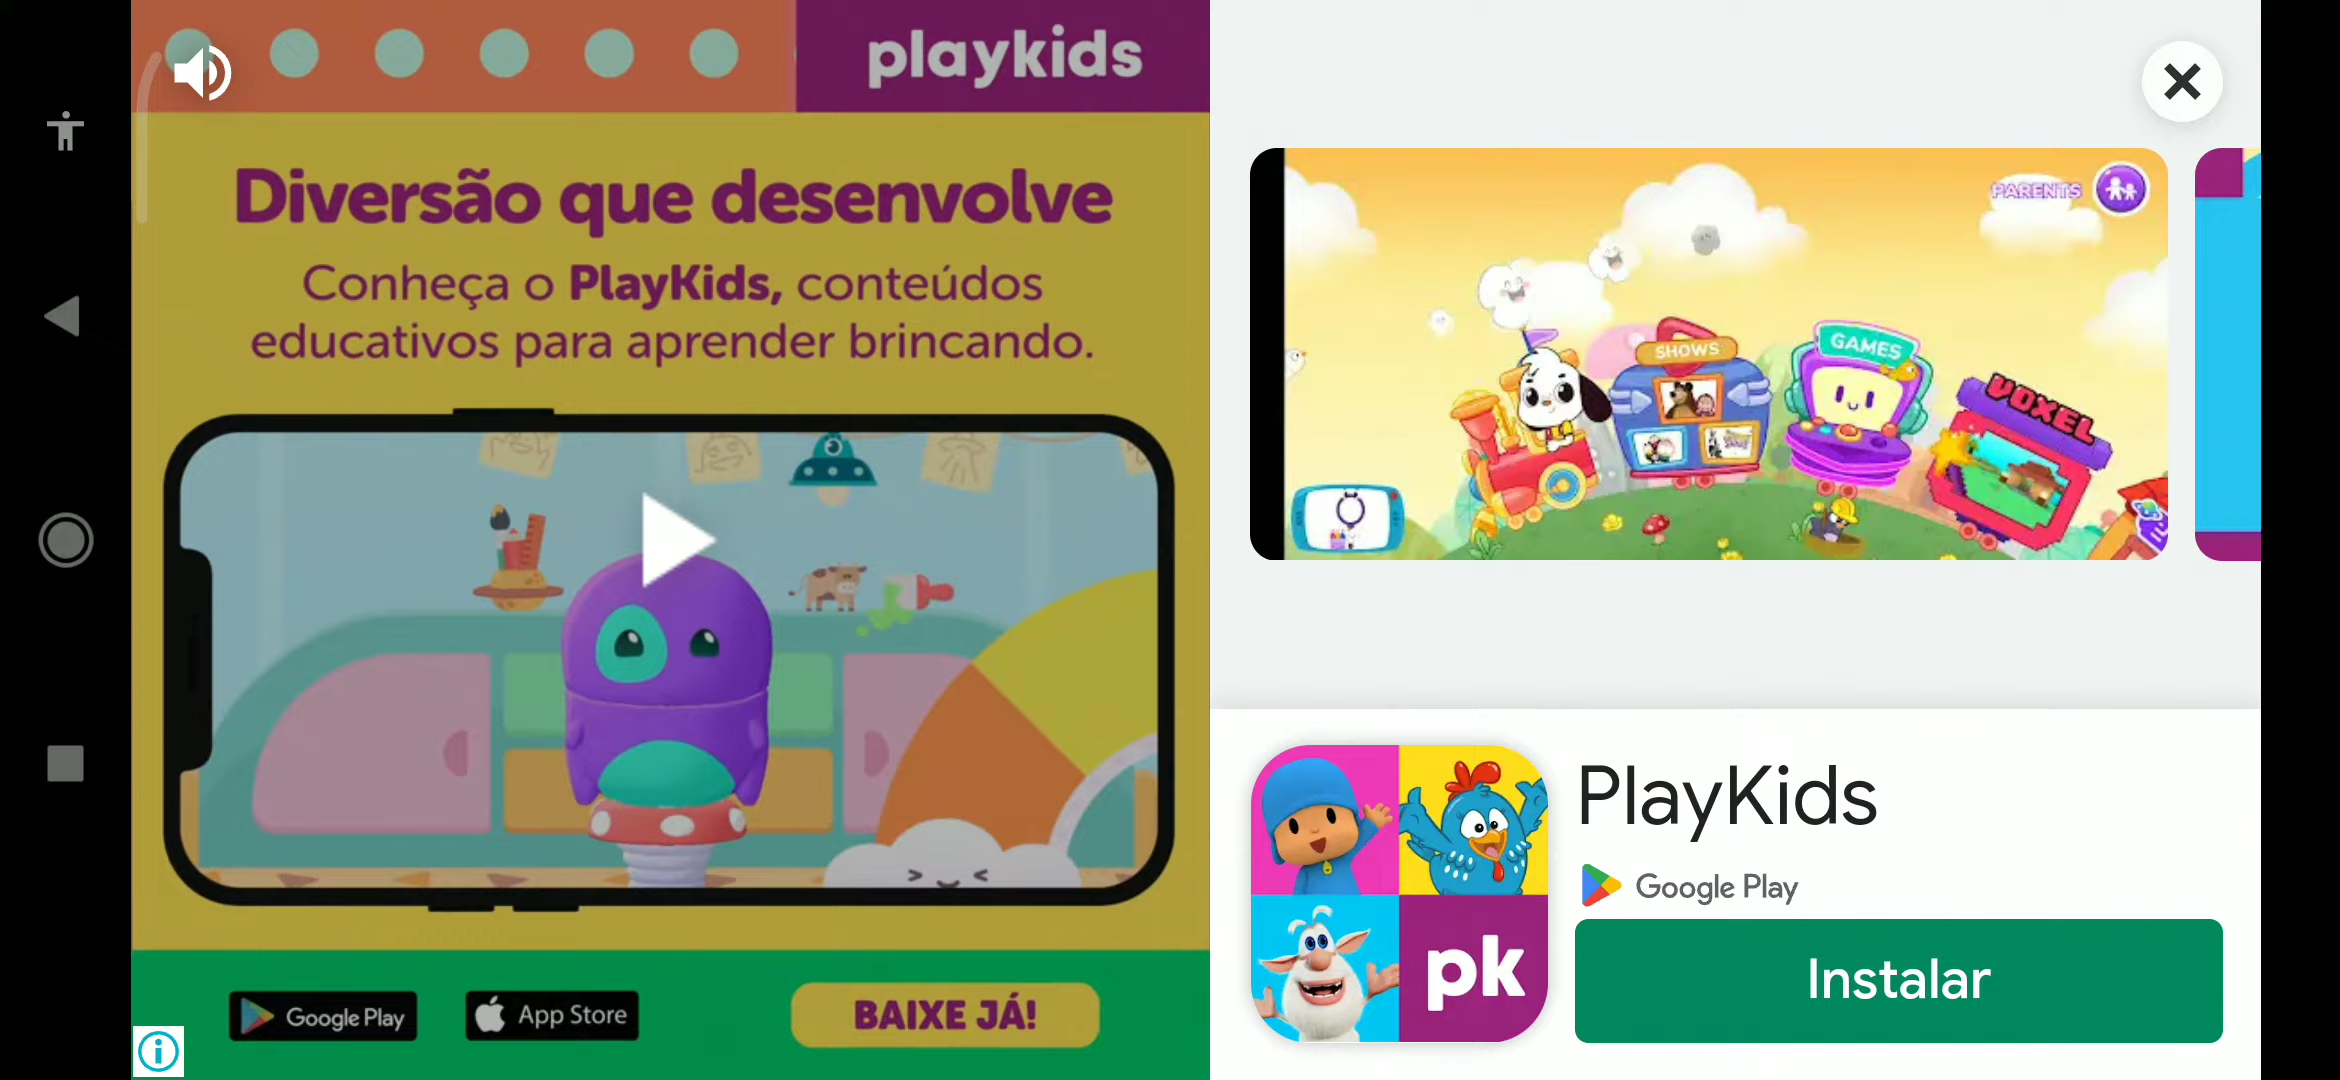 playkids
Diversão que desenvolve
Conheça o PlayKids, conteúdos
educativos para aprender brincando.
Google Play
App Store
BAIXE JÁ!
PARENTS
SHOWS
GAMES
VOXEL
pk
PlayKids
Google Play
Instalar